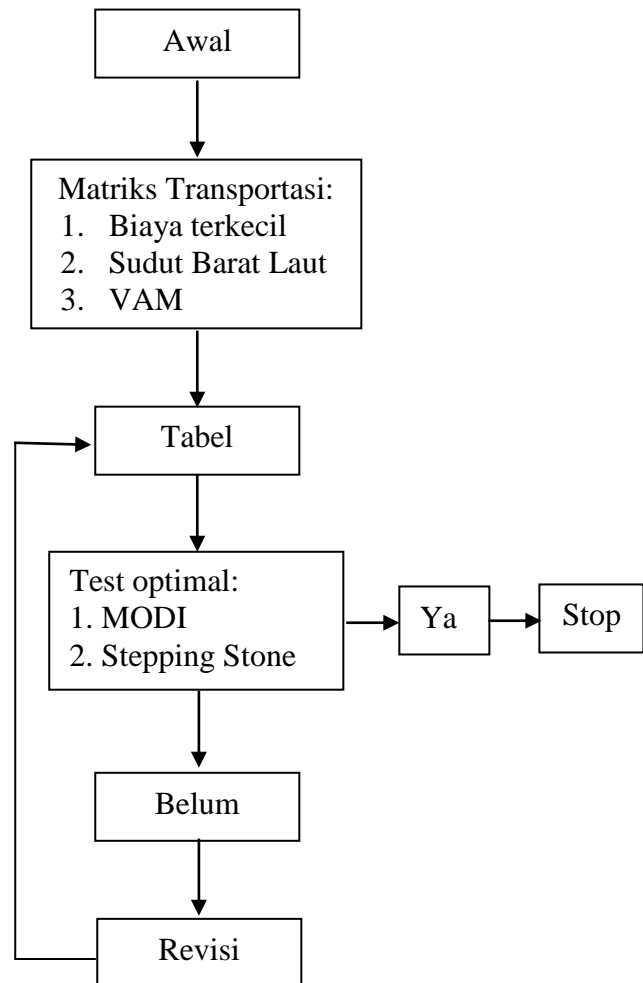 Awal
Matriks Transportasi:
1. Biaya terkecil
2. Sudut Barat Laut
3. VAM
Tabel
Test optimal:
1. MODI
2. Stepping Stone
Ya
Stop
Belum
Revisi